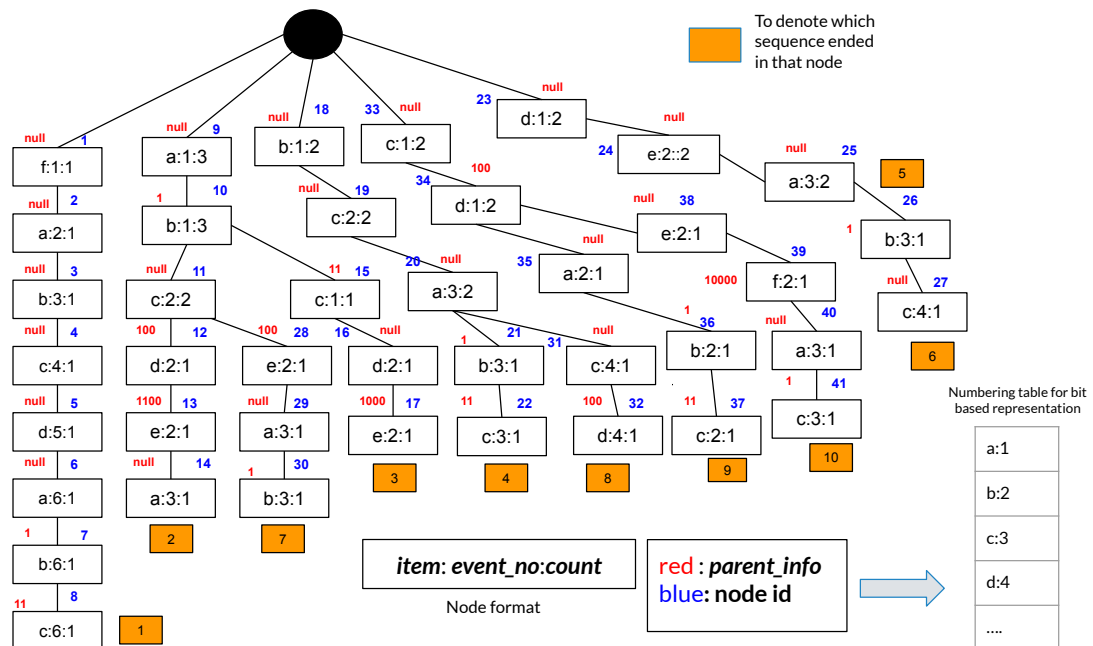 To denote which
sequence ended
in that node
null
1
f:1:1
null
2
a:2:1
null
3
b:3:1
null
4
c:4:1
null
5
d:5:1
null
6
a:6:1
1
7
b:6:1
11
8
c:6:1
1
null
9
a:1:3
1
10
b:1:3
null
11
c:2:2
100
12
d:2:1
1100
13
e:2:1
null
14
a:3:1
2
100
28
e:2:1
null
29
a:3:1
1
30
b:3:1
7
11
15
c:1:1
16
null
d:2:1
1000
17
e:2:1
3
null
18
b:1:2
null
19
c:2:2
20
null
a:3:2
1
21
b:3:1
11
22
c:3:1
4
31
null
c:4:1
100
32
d:4:1
8
33
null
c:1:2
34
100
d:1:2
35
null
a:2:1
1
36
b:2:1
11
37
c:2:1
9
null
38
e:2:1
10000
39
f:2:1
null
40
a:3:1
1
41
c:3:1
10
23
null
d:1:2
24
null
e:2::2
null
25
a:3:2
5
1
26
b:3:1
null
27
c:4:1
6
item: event_no:count
Node format
red : parent_info
blue: node id
Numbering table for bit
based representation
a:1
b:2
c:3
d:4
....